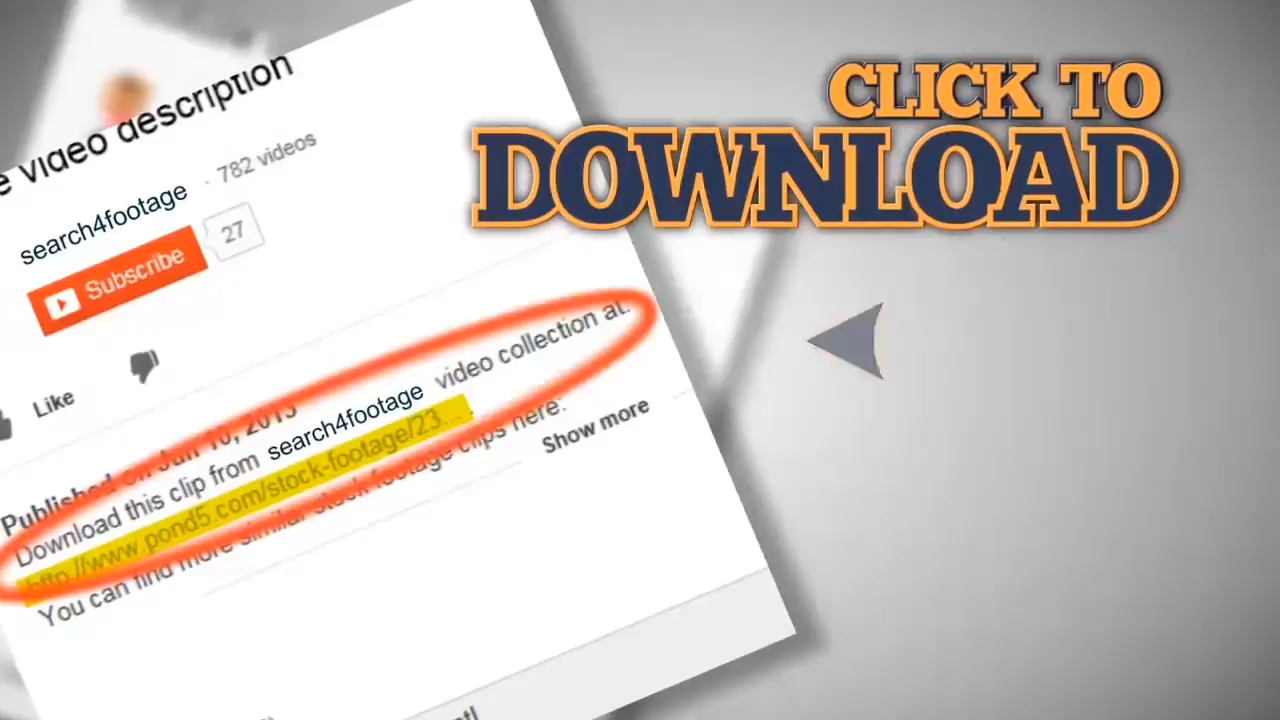 CLICK TO
DOWNLOAD
e video description
search4footage · 782 videos
Subscribe 27
Like
Published on Jun 10, 2013
Download this clip from search4footage video collection at:
http://www.pond5.com/stock-footage/23...
You can find more similar stock footage clips here:
Show more